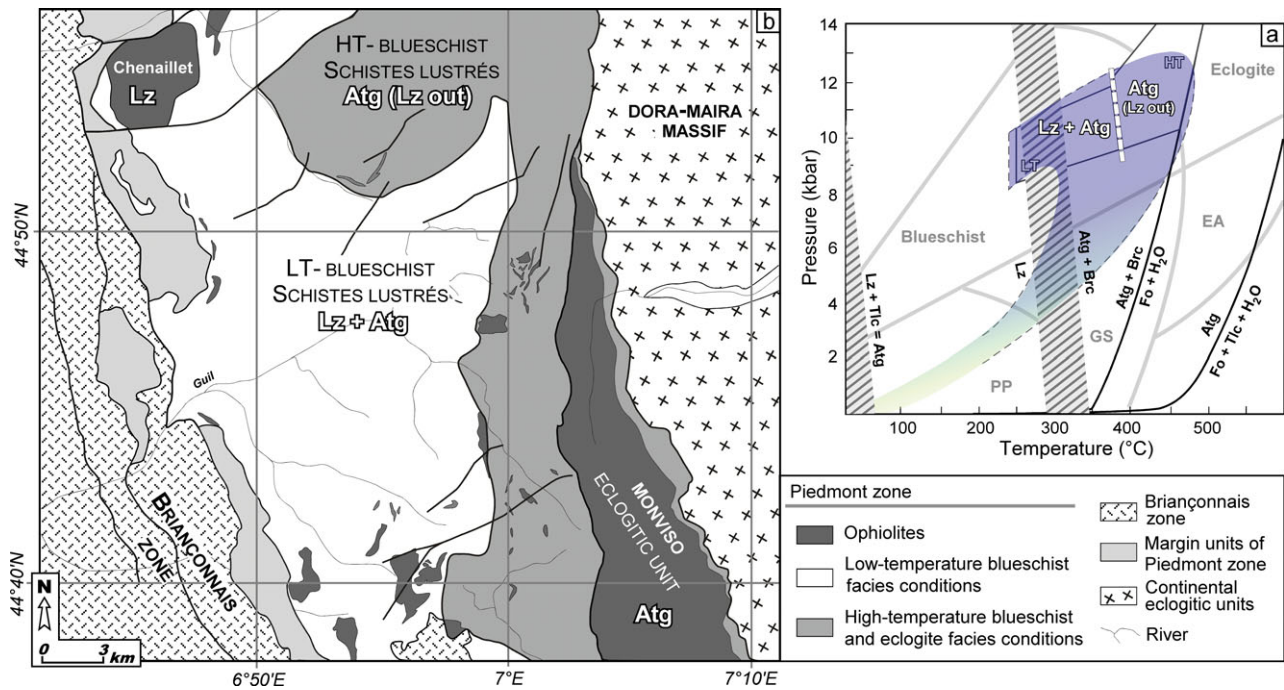 b
HT- BLUESCHIST
SCHISTES LUSTRÉS
Atg (Lz out)
Chenaillet
Lz
DORA-MAIRA
MASSIF
44°50'N
LT- BLUESCHIST
SCHISTES LUSTRÉS
Lz + Atg
Guil
BRIANÇONNAIS
ZONE
MONVISO
ECLOGITIC UNIT
Atg
44°40'N
N
0 3
km
6°50'E
7°E
7°10'E
a
Pressure (kbar)
14
12
10
8
6
4
2
HT
Eclogite
Atg
(Lz out)
Lz + Atg
LT
Blueschist
EA
Lz + Tlc = Atg
Lz
Atg + Brc
Atg + Brc
Fo + H2O
Atg
Fo + Tlc + H2O
GS
PP
100
200
300
400
500
Temperature (°C)
Piedmont zone
Ophiolites
Low-temperature blueschist
facies conditions
High-temperature blueschist
and eclogite facies conditions
Briançonnais
zone
Margin units of
Piedmont zone
Continental
eclogitic units
River